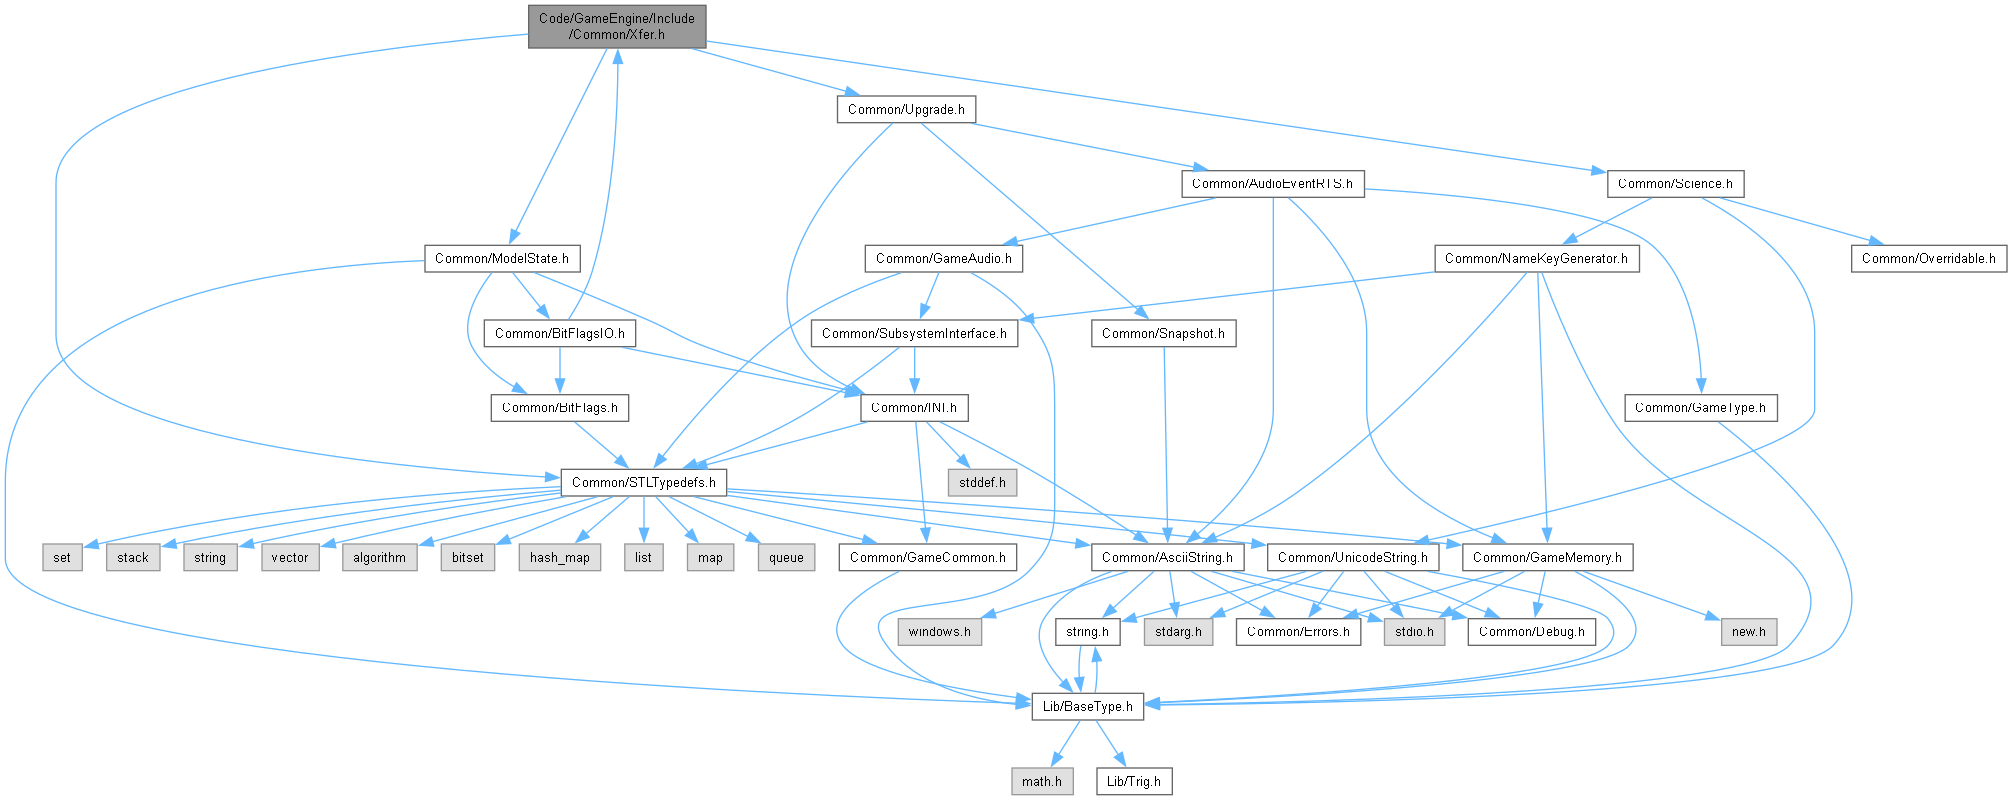 Code/GameEngine/Include
/Common/Xfer.h
Common/Upgrade.h
Common/AudioEventRTS.h
Common/Science.h
Common/ModelState.h
Common/GameAudio.h
Common/NameKeyGenerator.h
Common/Overridable.h
Common/BitFlagsIO.h
Common/SubsystemInterface.h
Common/Snapshot.h
Common/BitFlags.h
Common/INI.h
Common/GameType.h
Common/STLTypedefs.h
stddef.h
set
stack
string
vector
algorithm
bitset
hash_map
list
map
queue
Common/GameCommon.h
Common/AsciiString.h
Common/UnicodeString.h
Common/GameMemory.h
windows.h
string.h
stdarg.h
Common/Errors.h
stdio.h
Common/Debug.h
new.h
Lib/BaseType.h
math.h
Lib/Trig.h